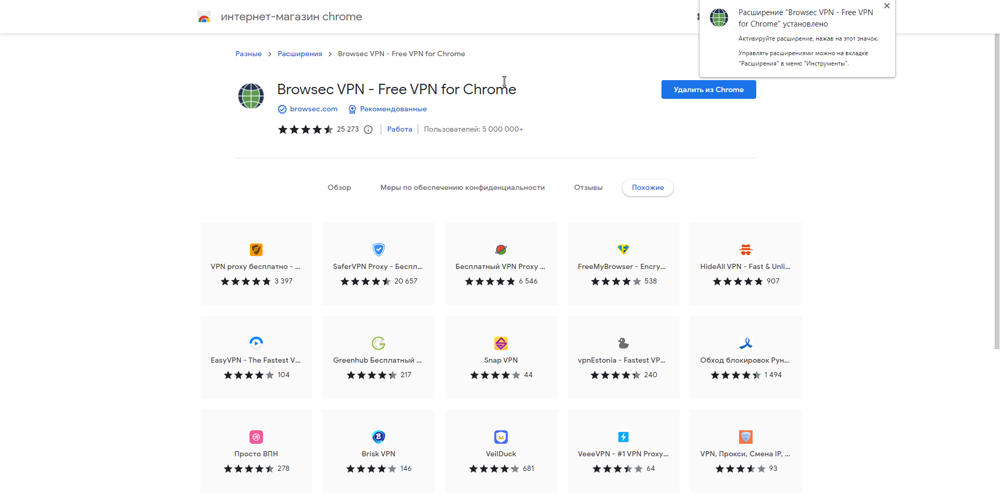 интернет-магазин chrome
Расширение "Browsec VPN - Free VPN
for Chrome" установлено
Активируйте расширение, нажав на этот значок.
Управлять расширениями можно на вкладке
"Расширения" в меню "Инструменты".
Разные > Расширения > Browsec VPN - Free VPN for Chrome
Browsec VPN - Free VPN for Chrome
Удалить из Chrome
browsec.com Рекомендованные
25 273 Работа Пользователей: 5 000 000+
Обзор Меры по обеспечению конфиденциальности Отзывы Похожие
VPN proxy бесплатно - ... SaferVPN Proxy - Беспл... Бесплатный VPN Proxy ... FreeMyBrowser - Encry... HideAll VPN - Fast & Unli...
3 397 20 657 6 546 538 907
EasyVPN - The Fastest V... Greenhub Бесплатный ... Snap VPN vpnEstonia - Fastest VP... Обход блокировок Рун...
104 217 44 240 1 494
Просто ВПН Brisk VPN VeilDuck VeeeVPN - #1 VPN Proxy... VPN, Прокси, Смена IP, ...
278 146 681 64 93